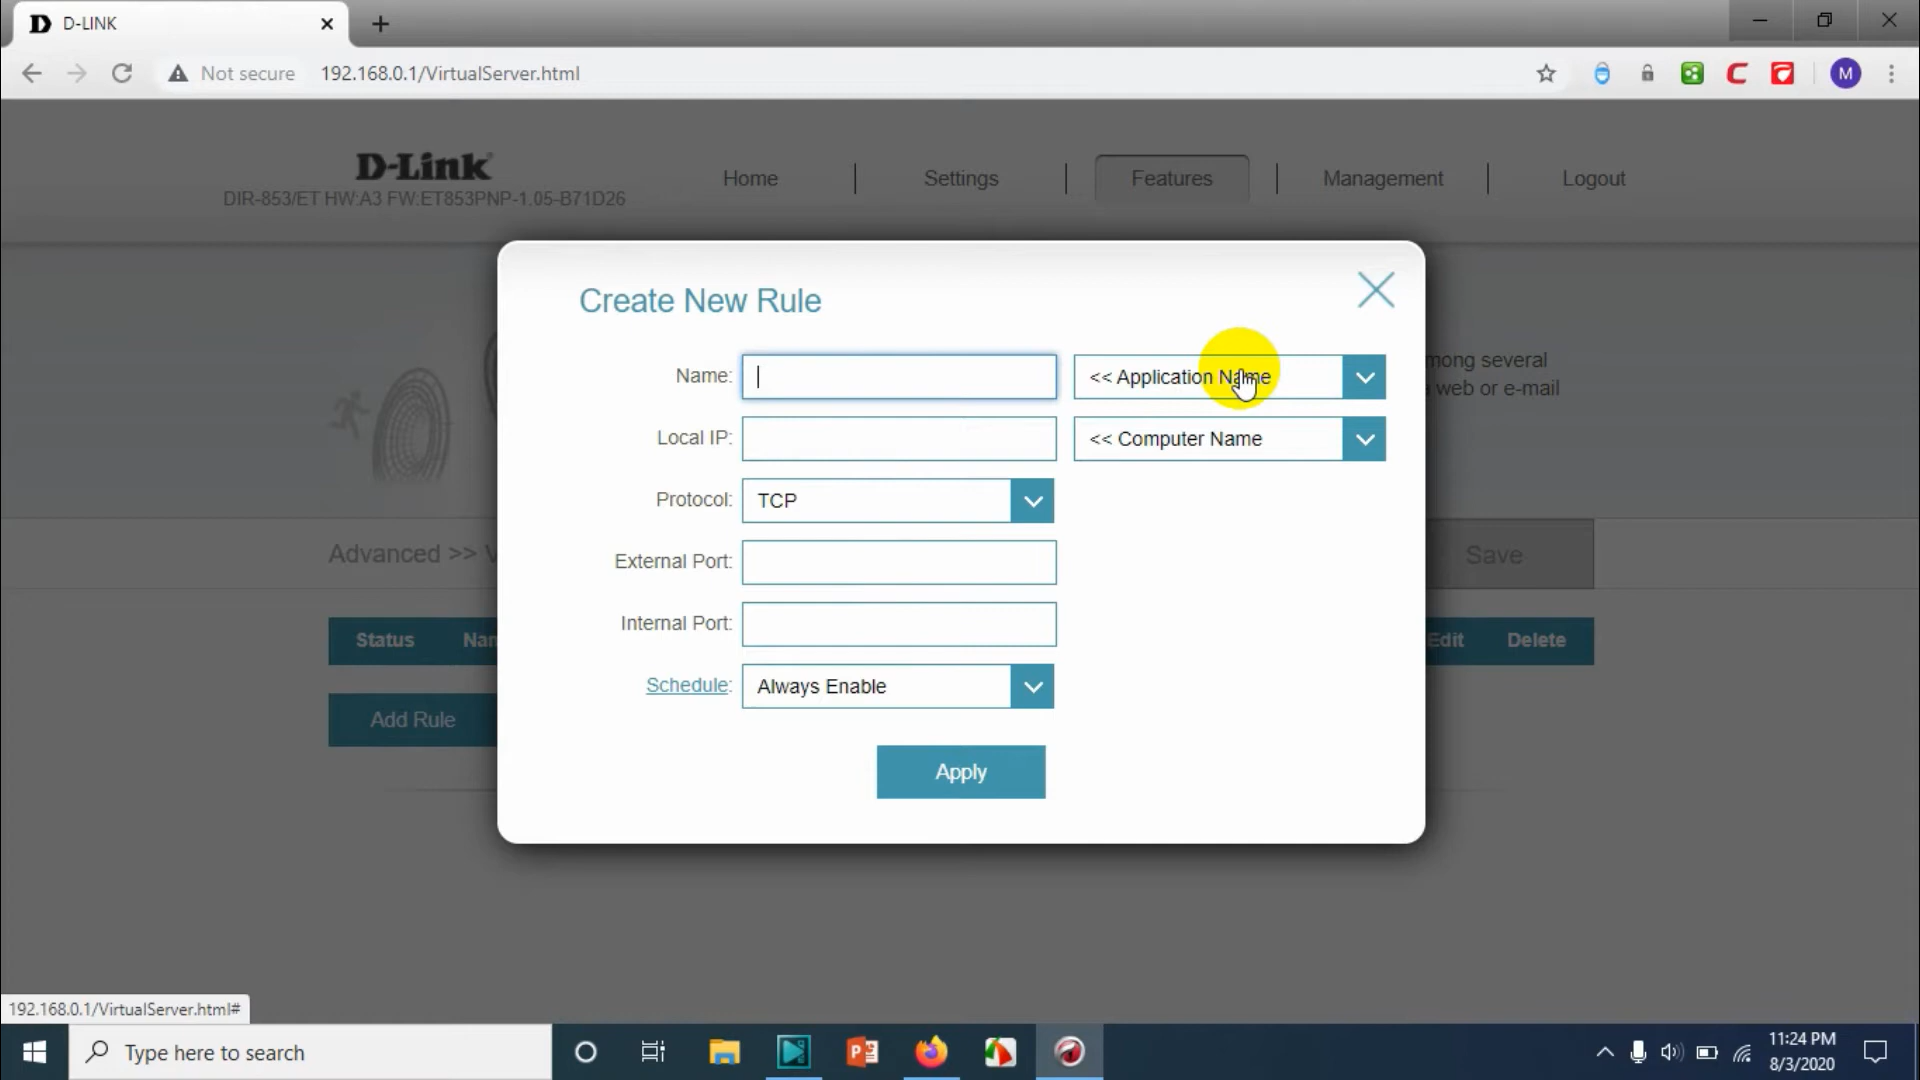 D-LINK
Not secure 192.168.0.1/VirtualServer.html
M
D-Link
DIR-853/ET HW:A3 FW:ET853PNP-1.05-B71D26
Home
Settings
Features
Management
Logout
Create New Rule
Name: << Application Name
Local IP: << Computer Name
Protocol: TCP
External Port:
Internal Port:
Schedule: Always Enable
Apply
among several
web or e-mail
Advanced >> V
Save
Status
Edit
Delete
Add Rule
192.168.0.1/VirtualServer.html#
Type here to search
11:24 PM
8/3/2020